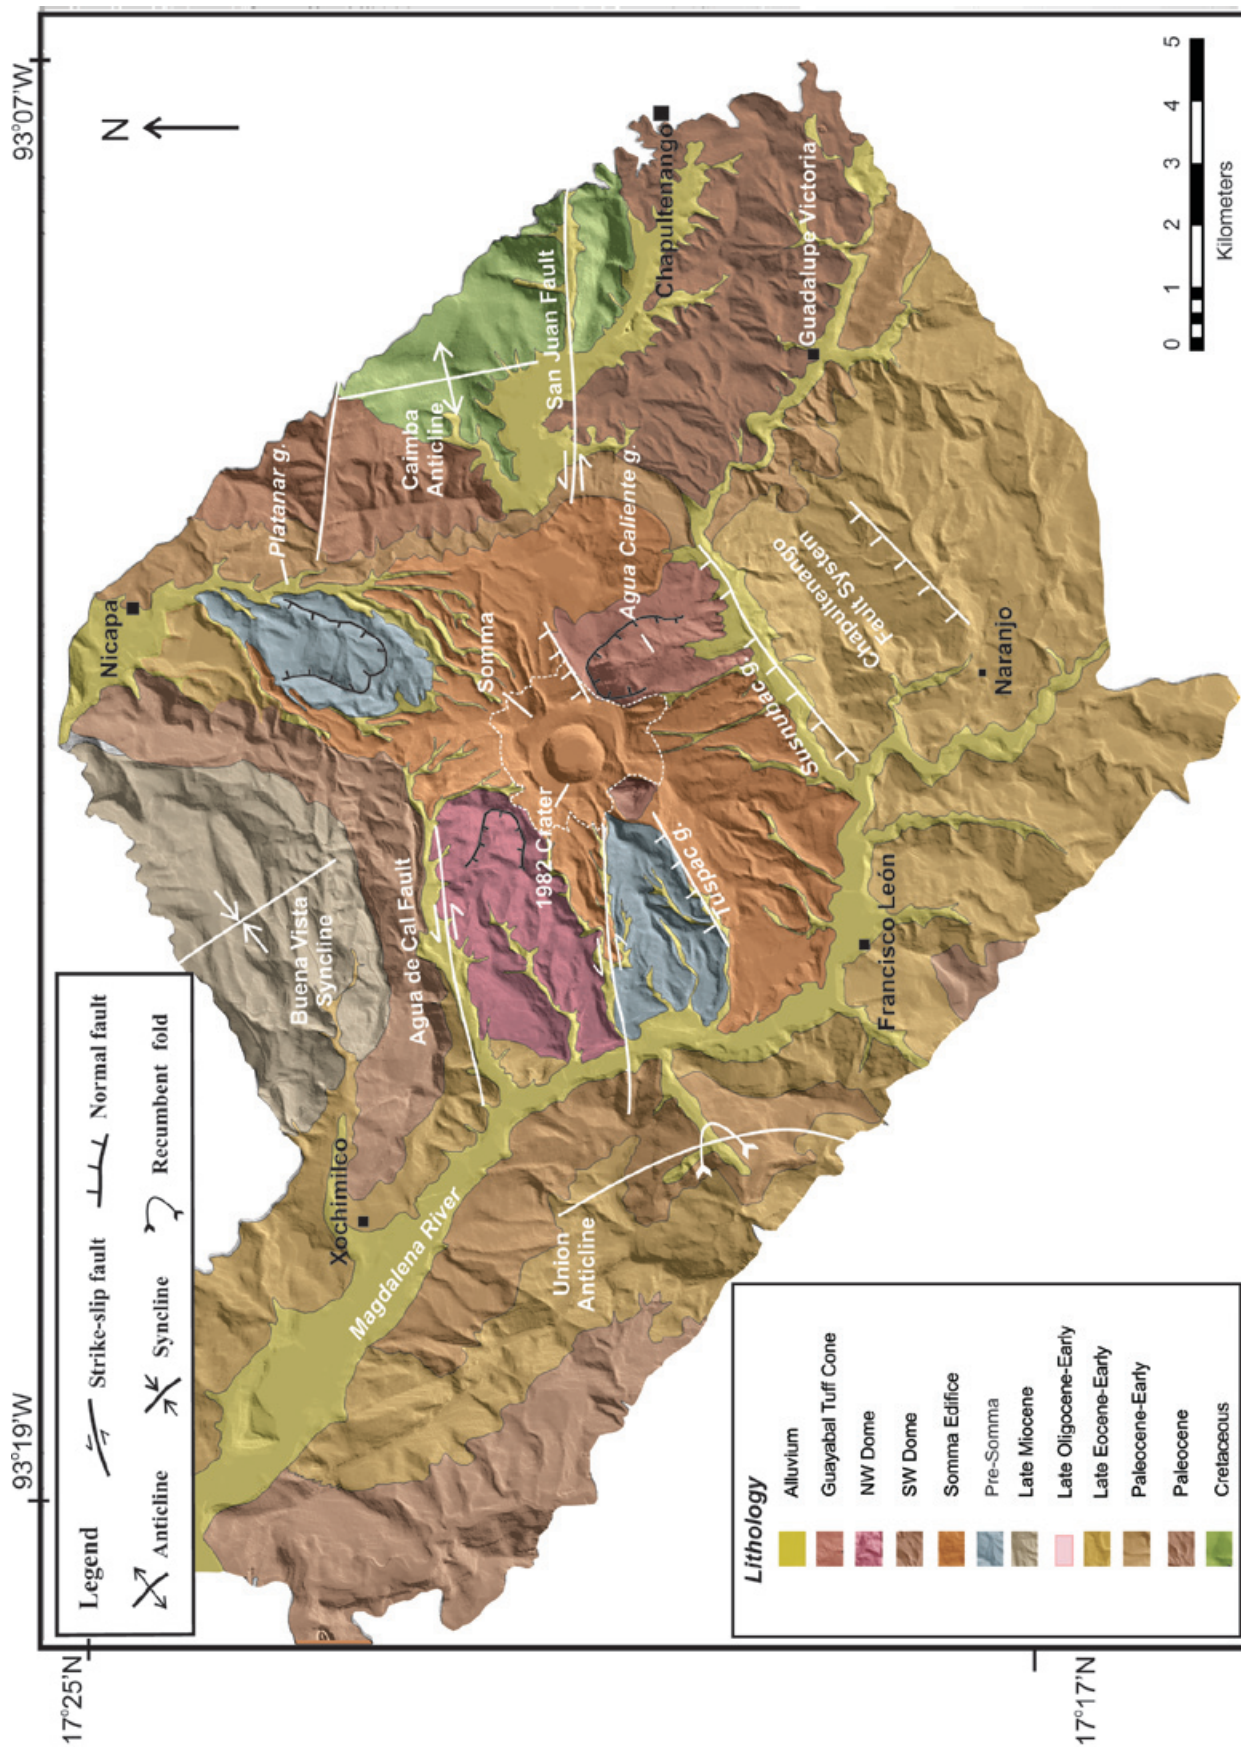 93°19'W
93°07'W
17°25'N
17°17'N
N
Legend
Strike-slip fault
Normal fault
Anticline
Syncline
Recumbent fold
Nicapa
Platanar g.
Buena Vista
Syncline
Caimba
Anticline
Xochimilco
Agua de Cal Fault
Somma
San Juan Fault
Magdalena River
1982 Crater
Agua Caliente g.
Chapultenango
Union
Anticline
Tuspac g.
Susnubac g.
Chapultenango
Fault System
Guadalupe Victoria
Francisco León
Naranjo
Lithology
Alluvium
Guayabal Tuff Cone
NW Dome
SW Dome
Somma Edifice
Pre-Somma
Late Miocene
Late Oligocene-Early
Late Eocene-Early
Paleocene-Early
Paleocene
Cretaceous
0 1 2 3 4 5
Kilometers